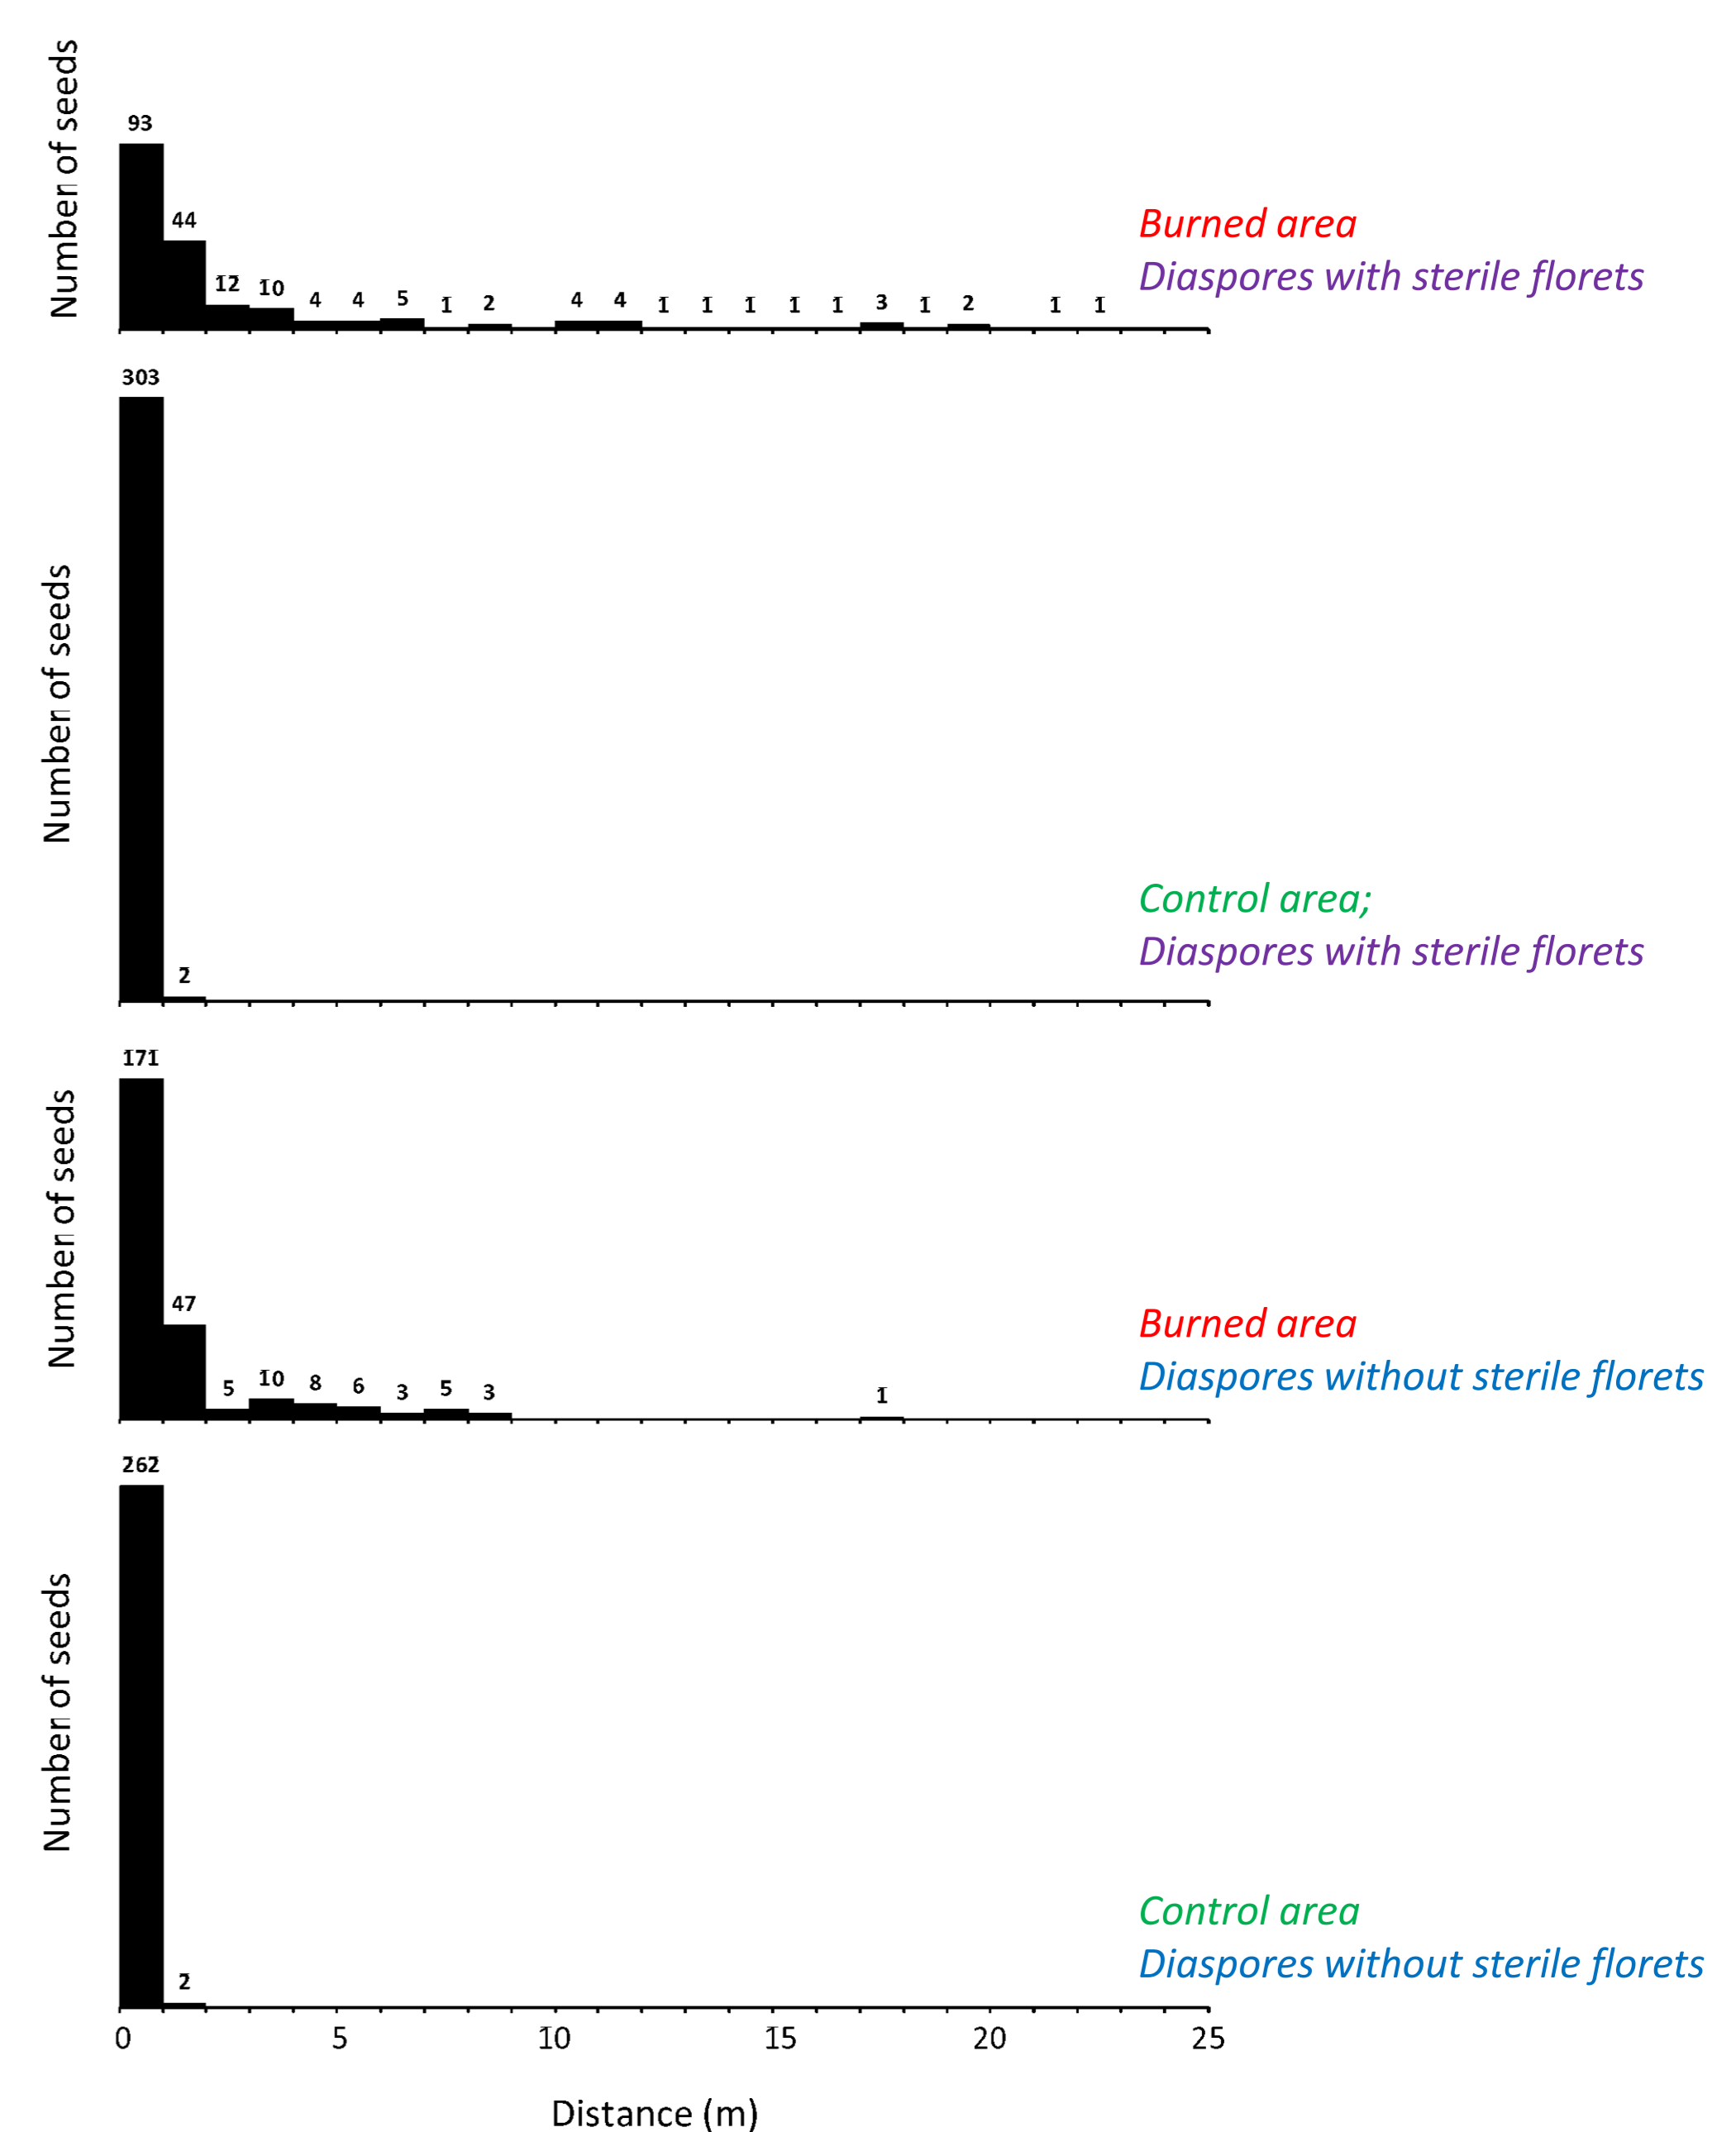 Number of seeds
93
44
12
10
4
4
5
1
2
4
4
1
1
1
1
1
3
1
2
1
1
Burned area
Diaspores with sterile florets
Number of seeds
303
2
Control area;
Diaspores with sterile florets
Number of seeds
171
47
5
10
8
6
3
5
3
1
Burned area
Diaspores without sterile florets
Number of seeds
262
2
Control area
Diaspores without sterile florets
0 5 10 15 20 25
Distance (m)